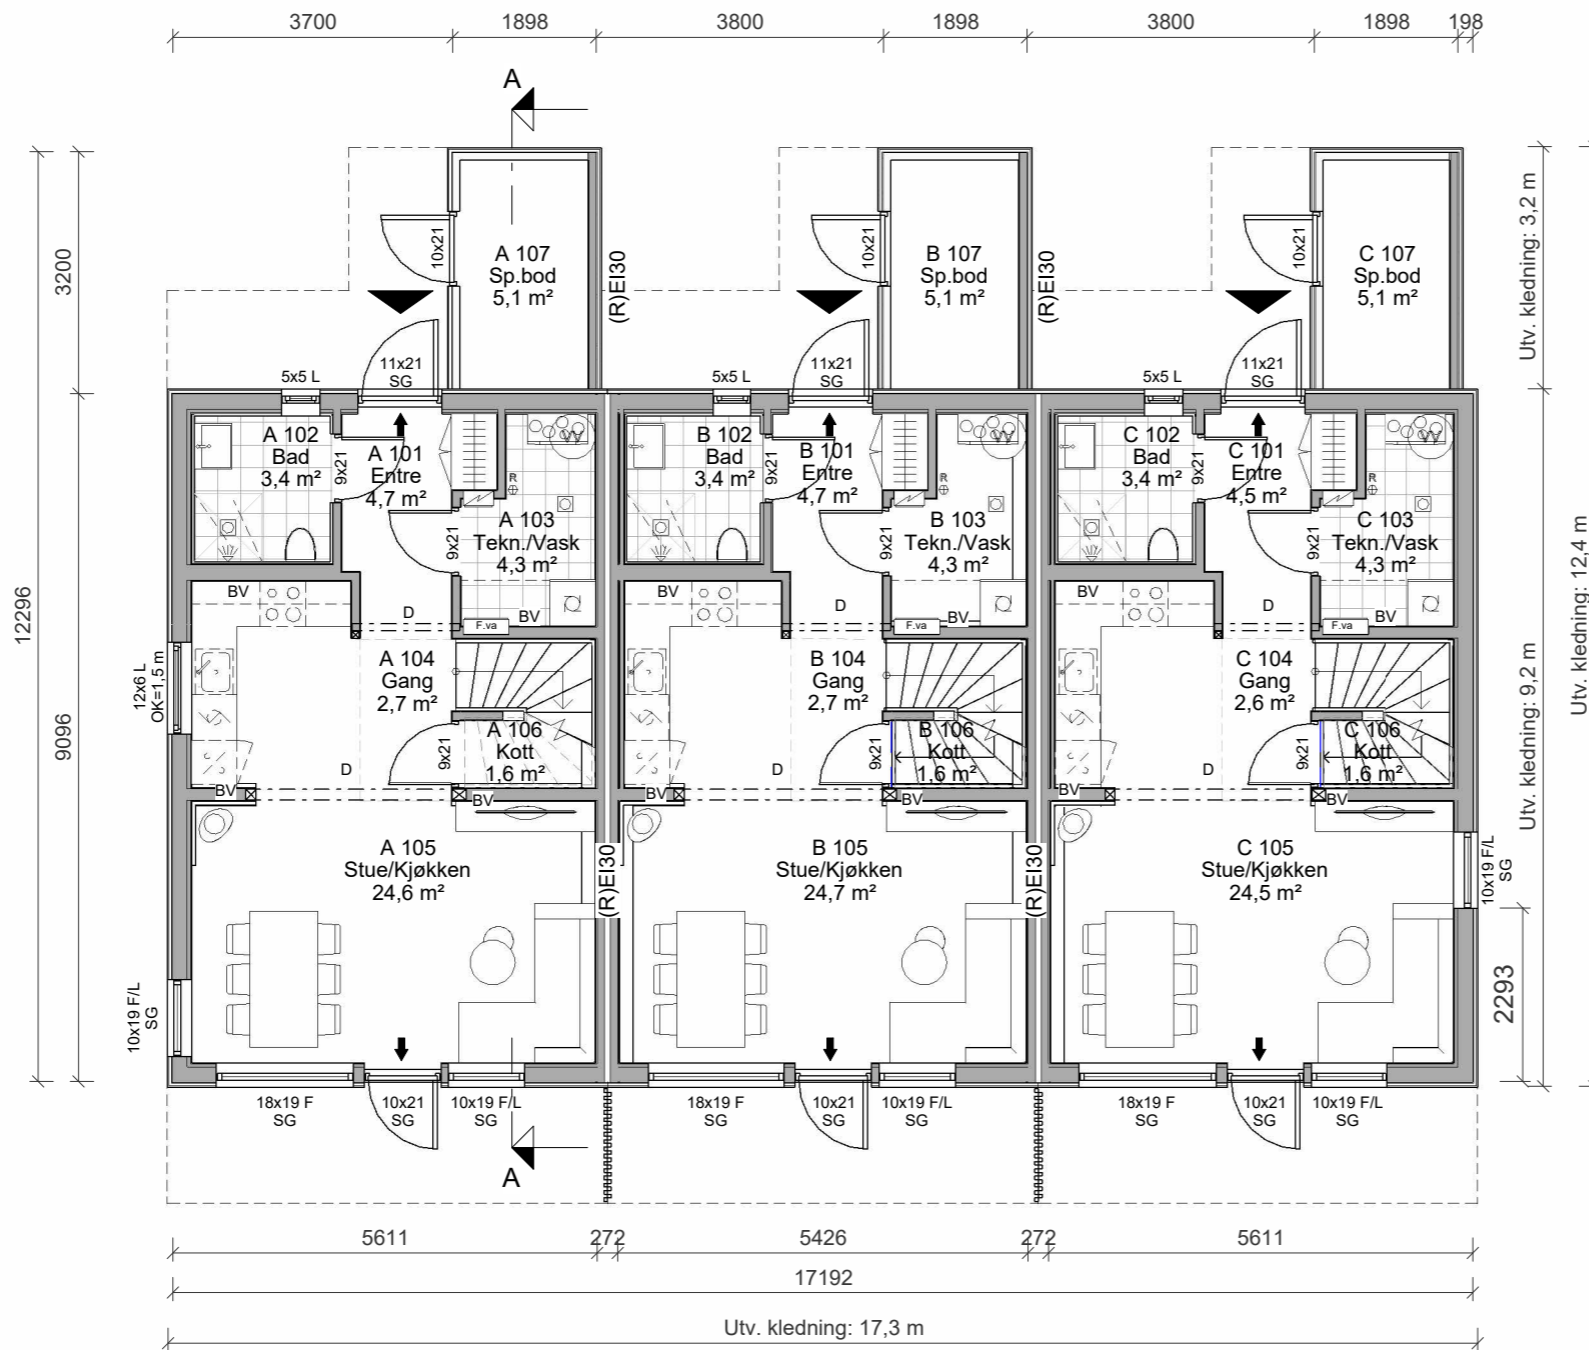 3700
1898
3800
1898
3800
1898
198
A
10x21
A 107
Sp.bod
5,1 m²
(R)EI30
10x21
B 107
Sp.bod
5,1 m²
(R)EI30
10x21
C 107
Sp.bod
5,1 m²
3200
12296
9096
Utv. kledning: 3,2 m
Utv. kledning: 9,2 m
Utv. kledning: 12,4 m
5x5 L
11x21
SG
5x5 L
11x21
SG
5x5 L
11x21
SG
A 102
Bad
3,4 m²
9x21
A 101
Entre
4,7 m²
W
R
A 103
Tekn./Vask
4,3 m²
9x21
B 102
Bad
3,4 m²
9x21
B 101
Entre
4,7 m²
R
B 103
Tekn./Vask
4,3 m²
9x21
C 102
Bad
3,4 m²
9x21
C 101
Entre
4,5 m²
W
R
C 103
Tekn./Vask
4,3 m²
9x21
BV
D
BV
F.va
BV
D
BV
F.va
BV
D
BV
F.va
12x6 L
OK=1,5 m
A 104
Gang
2,7 m²
9x21
A 106
Kott
1,6 m²
D
BV
BV
B 104
Gang
2,7 m²
9x21
B 106
Kott
1,6 m²
D
BV
BV
C 104
Gang
2,6 m²
9x21
C 106
Kott
1,6 m²
D
BV
BV
A 105
Stue/Kjøkken
24,6 m²
(R)EI30
B 105
Stue/Kjøkken
24,7 m²
(R)EI30
C 105
Stue/Kjøkken
24,5 m²
10x19 F/L
SG
10x19 F/L
SG
2293
18x19 F
SG
10x21
SG
10x19 F/L
SG
18x19 F
SG
10x21
SG
10x19 F/L
SG
18x19 F
SG
10x21
SG
10x19 F/L
SG
A
5611
272
5426
272
5611
17192
Utv. kledning: 17,3 m